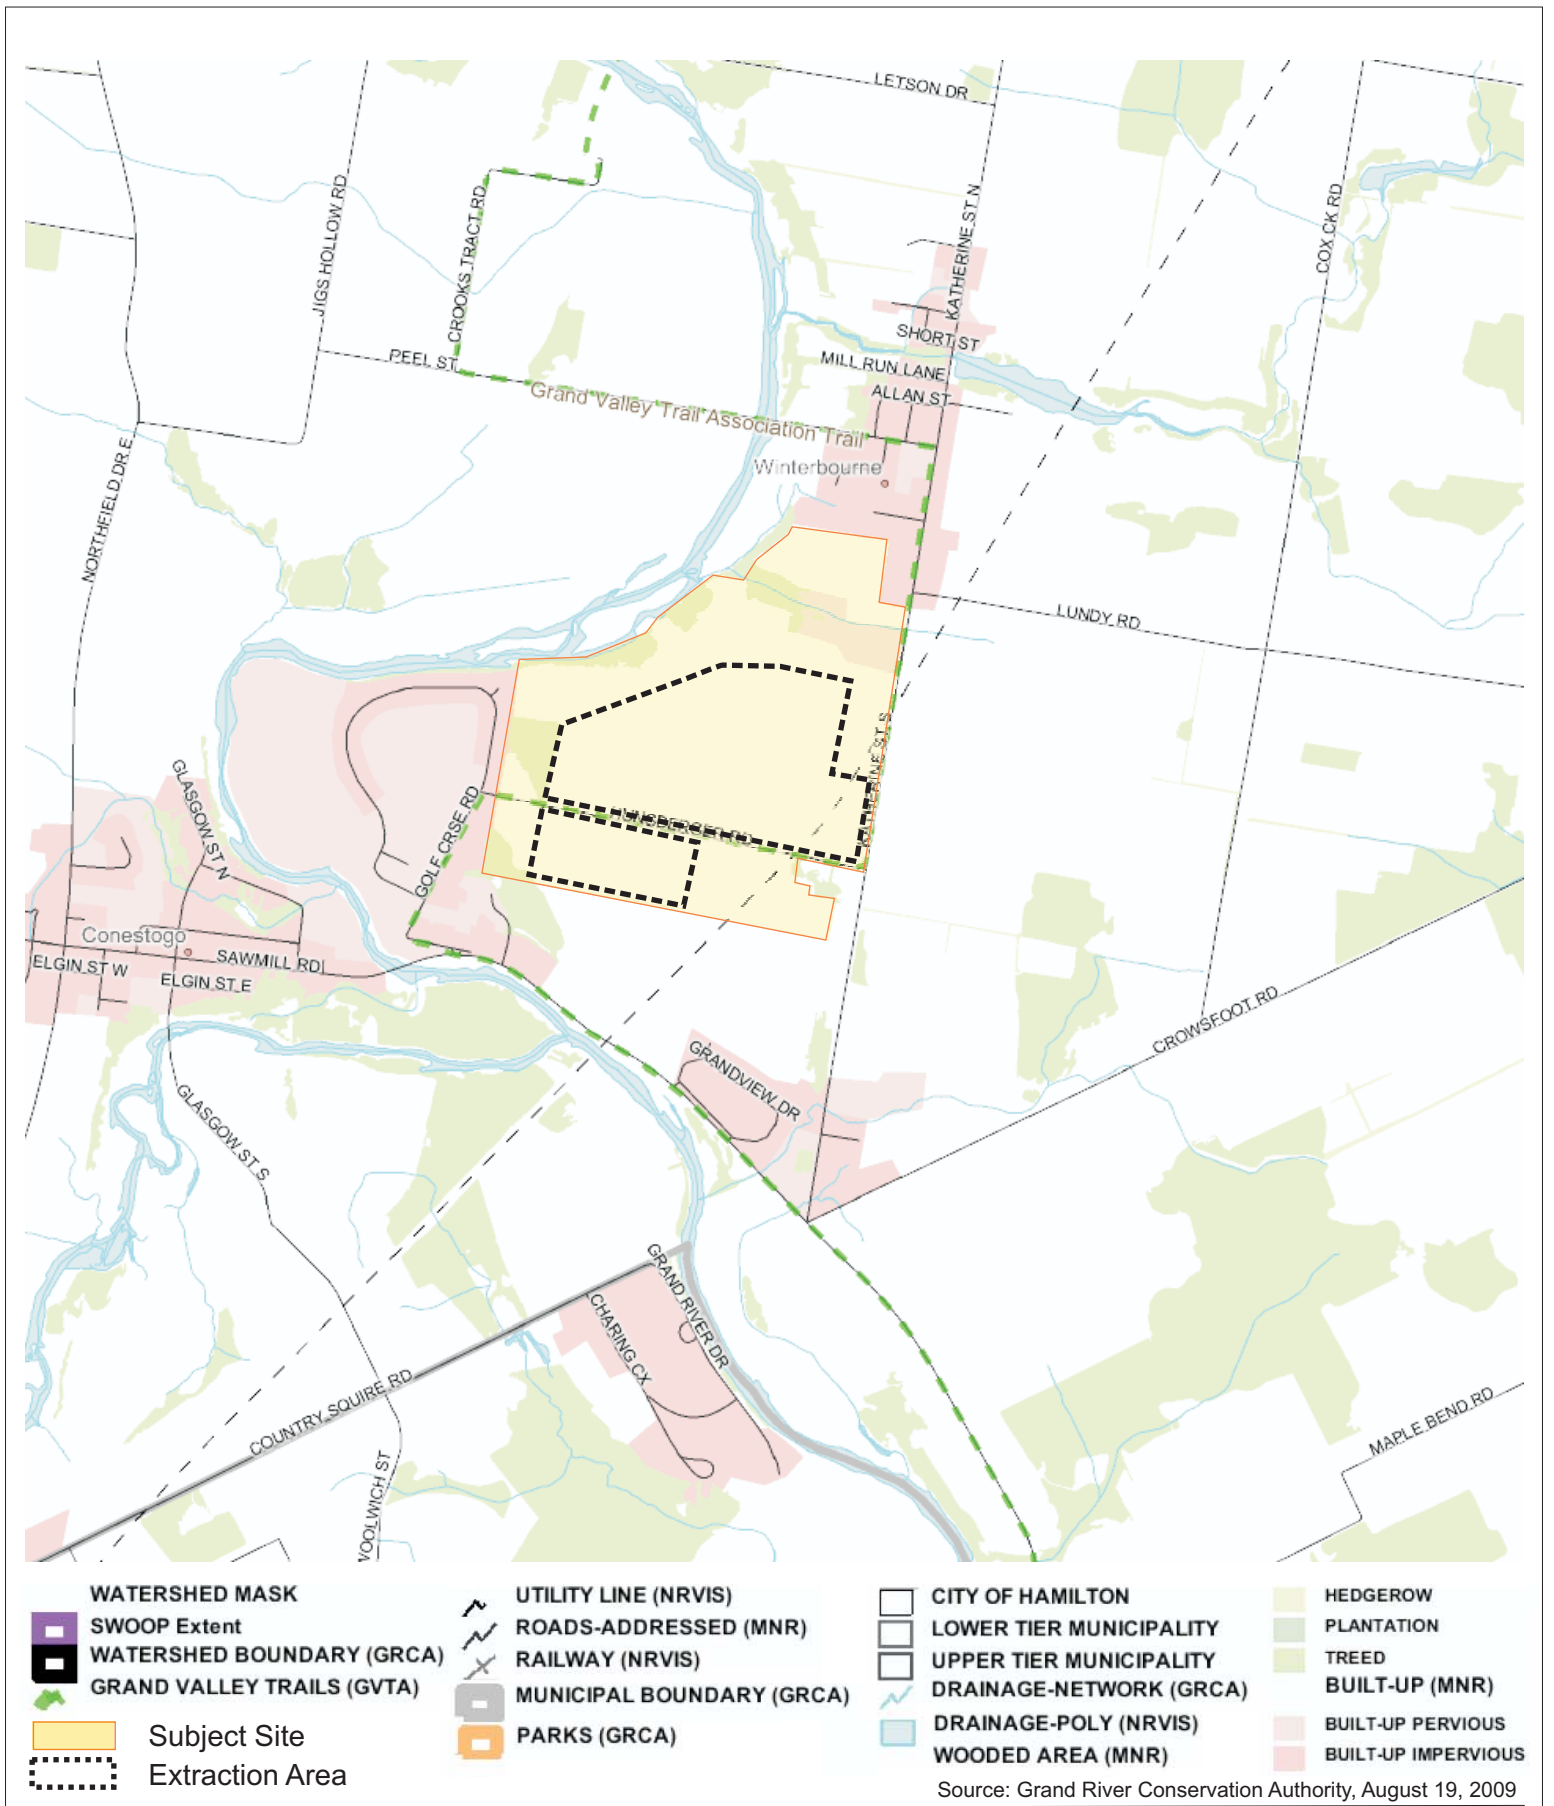 LETSON DR
JIGS HOLLOW RD
CROOKS TRACT RD
KATHERINE ST N
COX CK RD
SHORT ST
PEEL ST
MILL RUN LANE
ALLAN ST
Grand Valley Trail Association Trail
Winterbourne
NORTHFIELD DR E
LUNDY RD
KATHERINE ST S
GLASGOW ST N
GOLF CRSE RD
HUNSBERGER RD
Conestogo
SAWMILL RD
ELGIN ST W
ELGIN ST E
CROWSFOOT RD
GRANDVIEW DR
GLASGOW ST S
GRAND RIVER DR
CHARING CX
COUNTRY SQUIRE RD
MAPLE BEND RD
WOOLWICH ST
WATERSHED MASK
SWOOP Extent
WATERSHED BOUNDARY (GRCA)
GRAND VALLEY TRAILS (GVTA)
Subject Site
Extraction Area
UTILITY LINE (NRVIS)
ROADS-ADDRESSED (MNR)
RAILWAY (NRVIS)
MUNICIPAL BOUNDARY (GRCA)
PARKS (GRCA)
CITY OF HAMILTON
LOWER TIER MUNICIPALITY
UPPER TIER MUNICIPALITY
DRAINAGE-NETWORK (GRCA)
DRAINAGE-POLY (NRVIS)
WOODED AREA (MNR)
HEDGEROW
PLANTATION
TREED
BUILT-UP (MNR)
BUILT-UP PERVIOUS
BUILT-UP IMPERVIOUS
Source: Grand River Conservation Authority, August 19, 2009